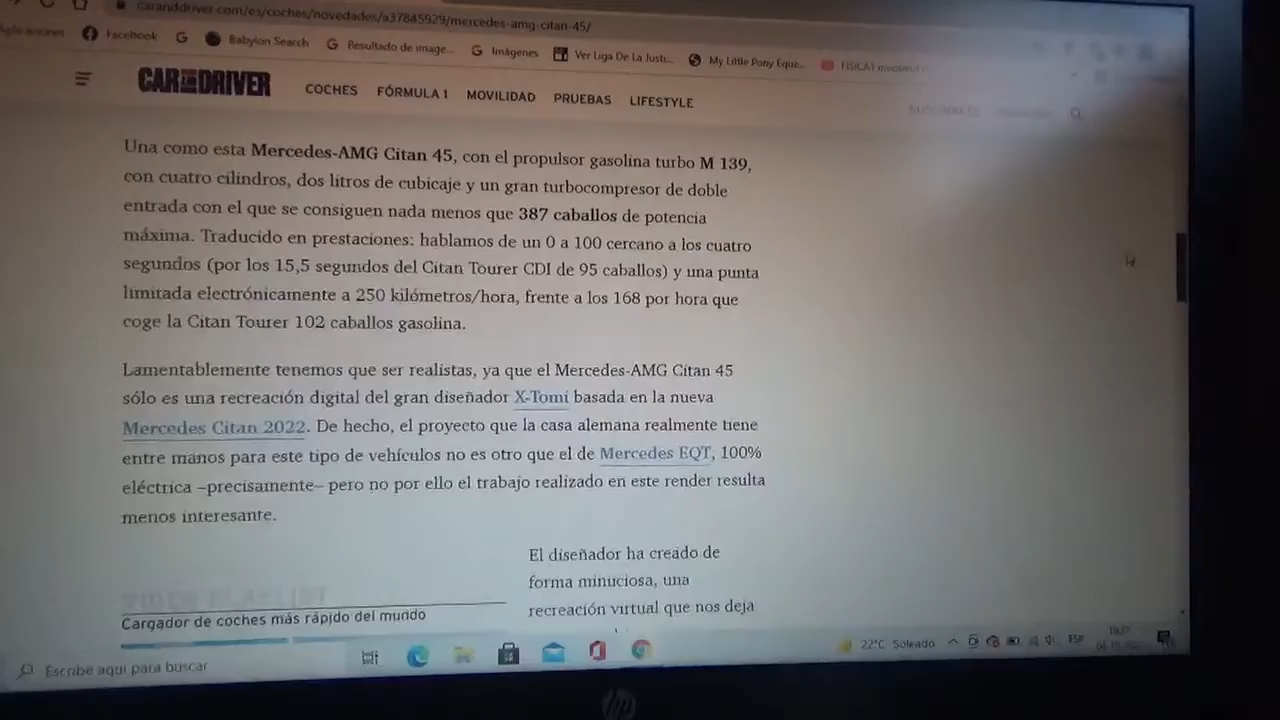 caranddriver.com/es/coches/novedades/a37845929/mercedes-amg-citan-45/
Aplicaciones Facebook Babylon Search Resultado de image... Imágenes Ver Liga De La Justi... My Little Pony Eque... FISICA1
CAR AND DRIVER COCHES FÓRMULA 1 MOVILIDAD PRUEBAS LIFESTYLE
Una como esta Mercedes-AMG Citan 45, con el propulsor gasolina turbo M 139,
con cuatro cilindros, dos litros de cubicaje y un gran turbocompresor de doble
entrada con el que se consiguen nada menos que 387 caballos de potencia
máxima. Traducido en prestaciones: hablamos de un 0 a 100 cercano a los cuatro
segundos (por los 15,5 segundos del Citan Tourer CDI de 95 caballos) y una punta
limitada electrónicamente a 250 kilómetros/hora, frente a los 168 por hora que
coge la Citan Tourer 102 caballos gasolina.
Lamentablemente tenemos que ser realistas, ya que el Mercedes-AMG Citan 45
sólo es una recreación digital del gran diseñador X-Tomi basada en la nueva
Mercedes Citan 2022. De hecho, el proyecto que la casa alemana realmente tiene
entre manos para este tipo de vehículos no es otro que el de Mercedes EQT, 100%
eléctrica –precisamente– pero no por ello el trabajo realizado en este render resulta
menos interesante.
El diseñador ha creado de
forma minuciosa, una
recreación virtual que nos deja
VIDEO PLAYLIST
Cargador de coches más rápido del mundo
Escribe aquí para buscar
22°C Soleado ESP
hp